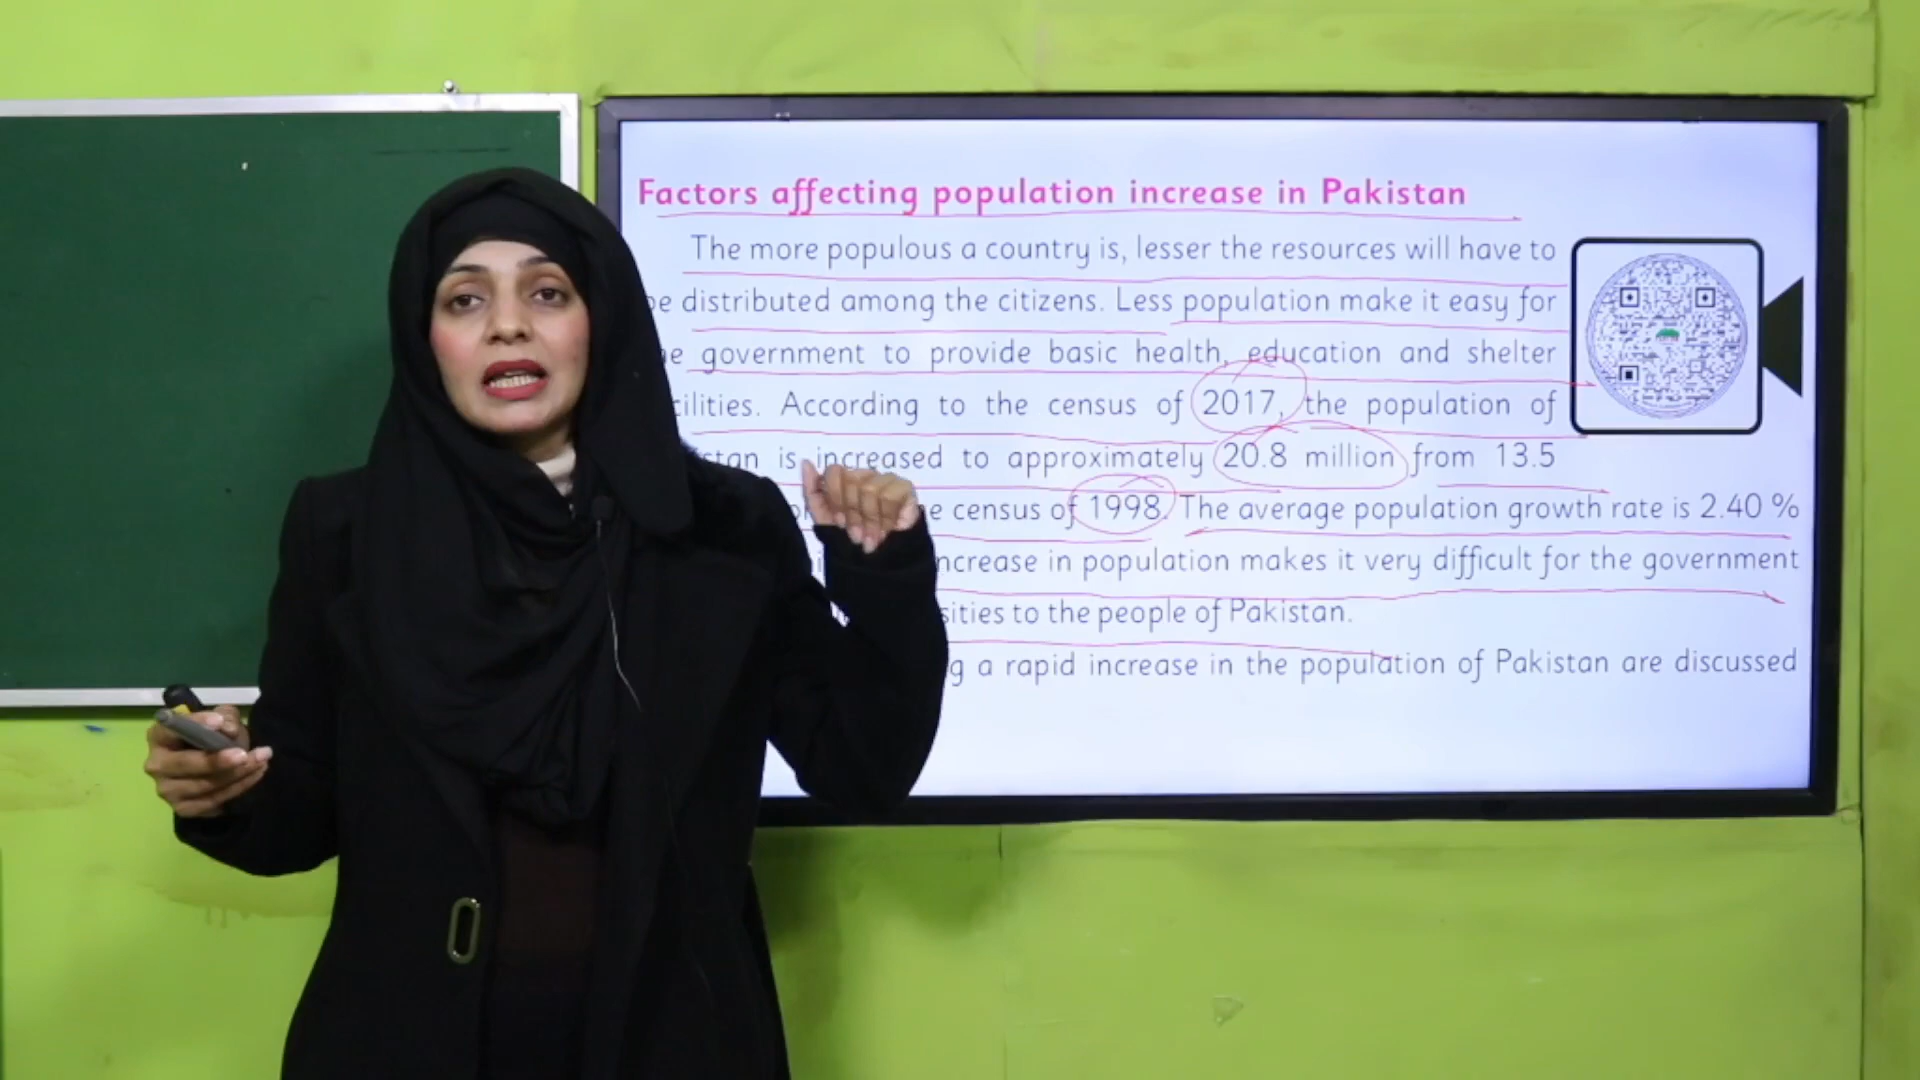 Factors affecting population increase in Pakistan
The more populous a country is, lesser the resources will have to
distributed among the citizens. Less population make it easy for
government to provide basic health, education and shelter
According to the census of 2017, the population of
is increased to approximately 20.8 million from 13.5
census of 1998. The average population growth rate is 2.40 %
increase in population makes it very difficult for the government
to the people of Pakistan.
a rapid increase in the population of Pakistan are discussed